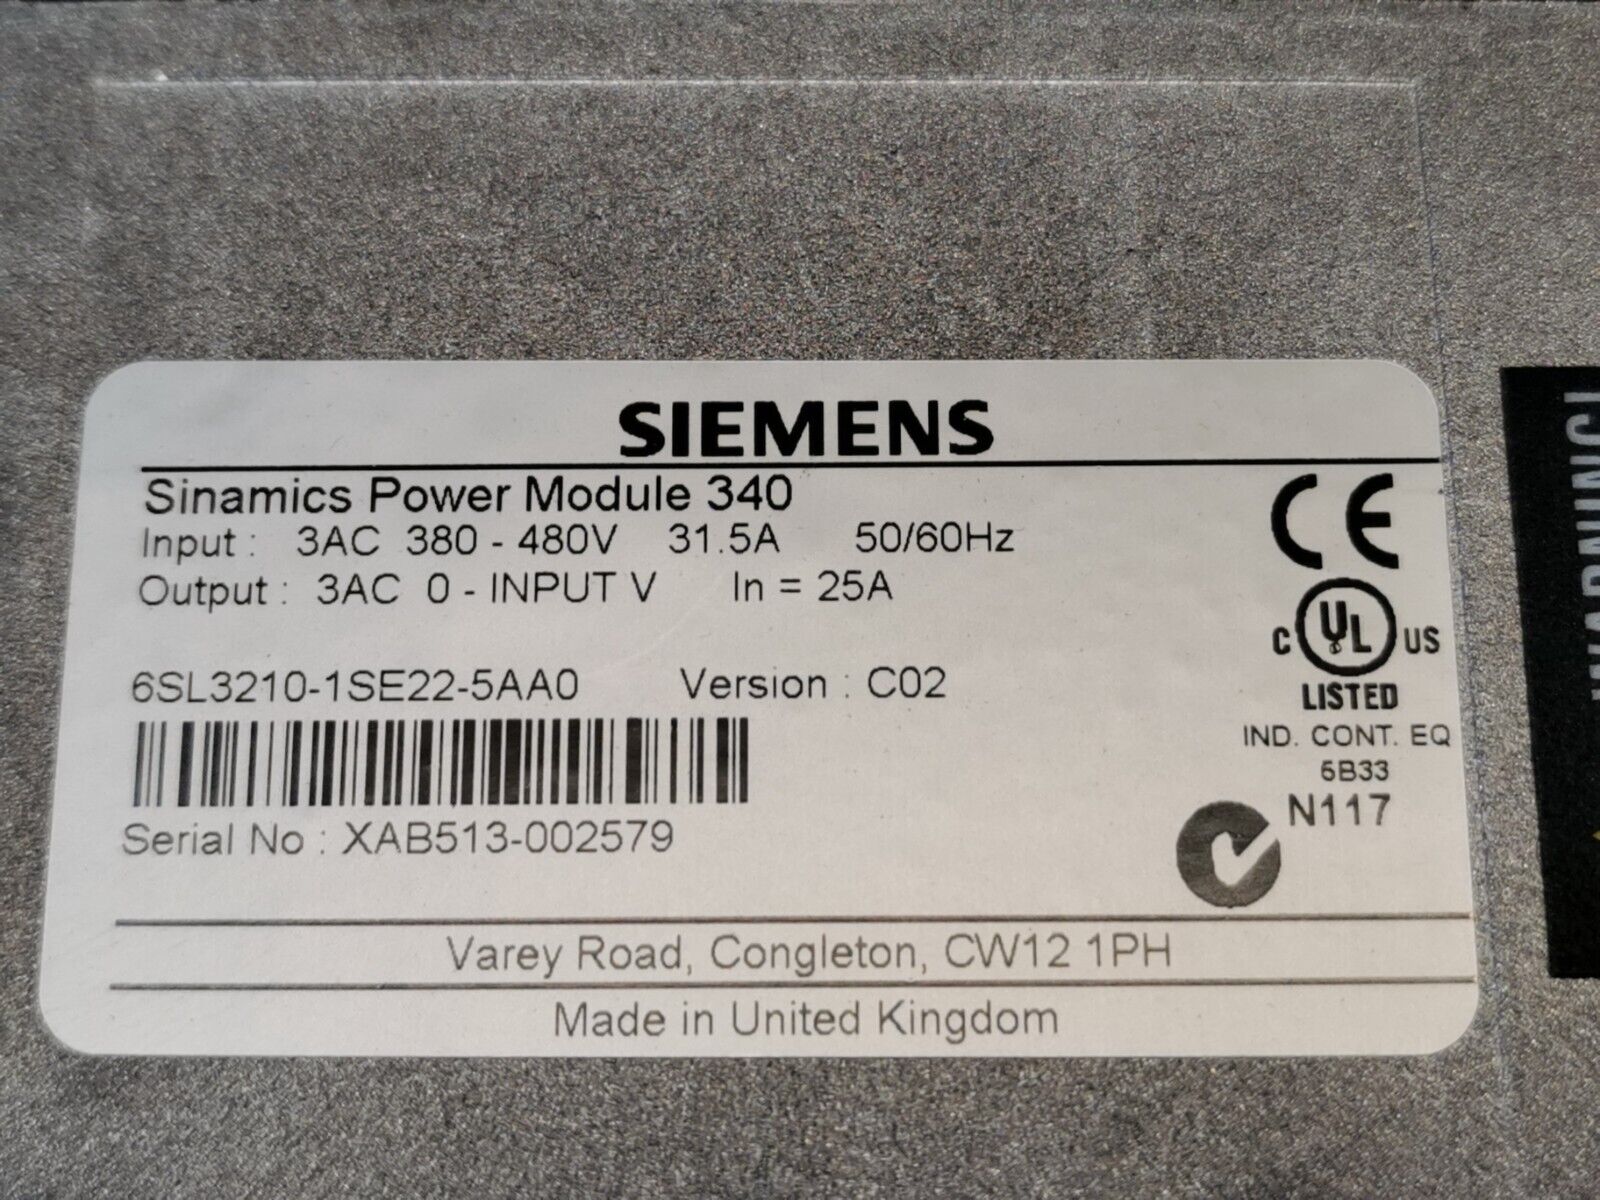 SIEMENS
Sinamics Power Module 340
Input : 3AC 380 - 480V 31.5A 50/60Hz
Output : 3AC 0 - INPUT V In = 25A
CE
6SL3210-1SE22-5AA0 Version : C02
C UL US
LISTED
IND. CONT. EQ
5B33
N117
Serial No : XAB513-002579
Varey Road, Congleton, CW12 1PH
Made in United Kingdom
WARNING!